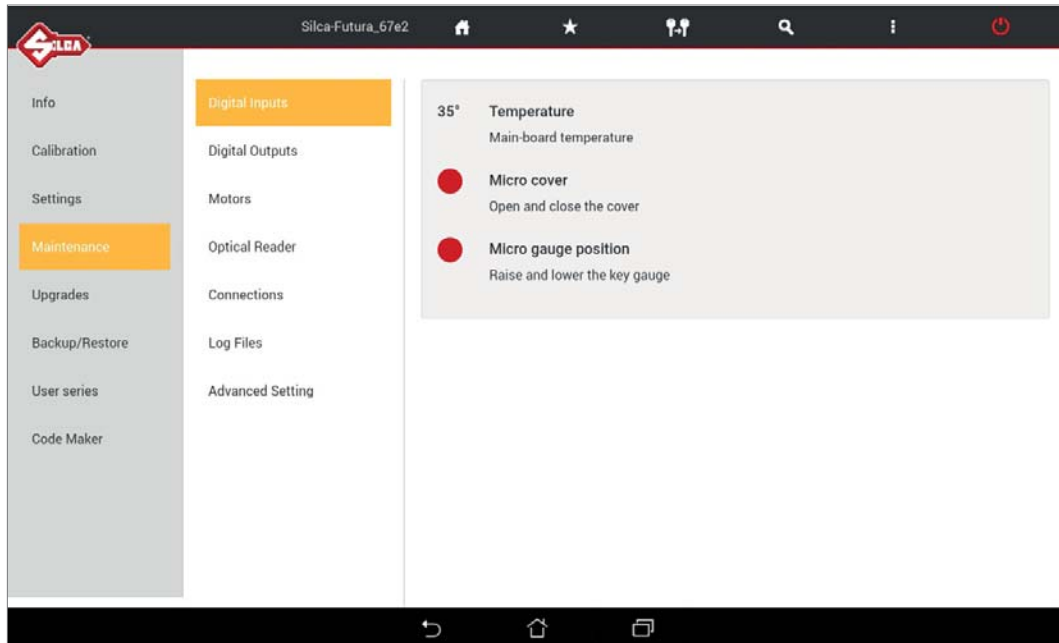 SILCA
Silca-Futura_67e2
Info
Calibration
Settings
Maintenance
Upgrades
Backup/Restore
User series
Code Maker
Digital Inputs
Digital Outputs
Motors
Optical Reader
Connections
Log Files
Advanced Setting
35° Temperature
Main-board temperature
Micro cover
Open and close the cover
Micro gauge position
Raise and lower the key gauge